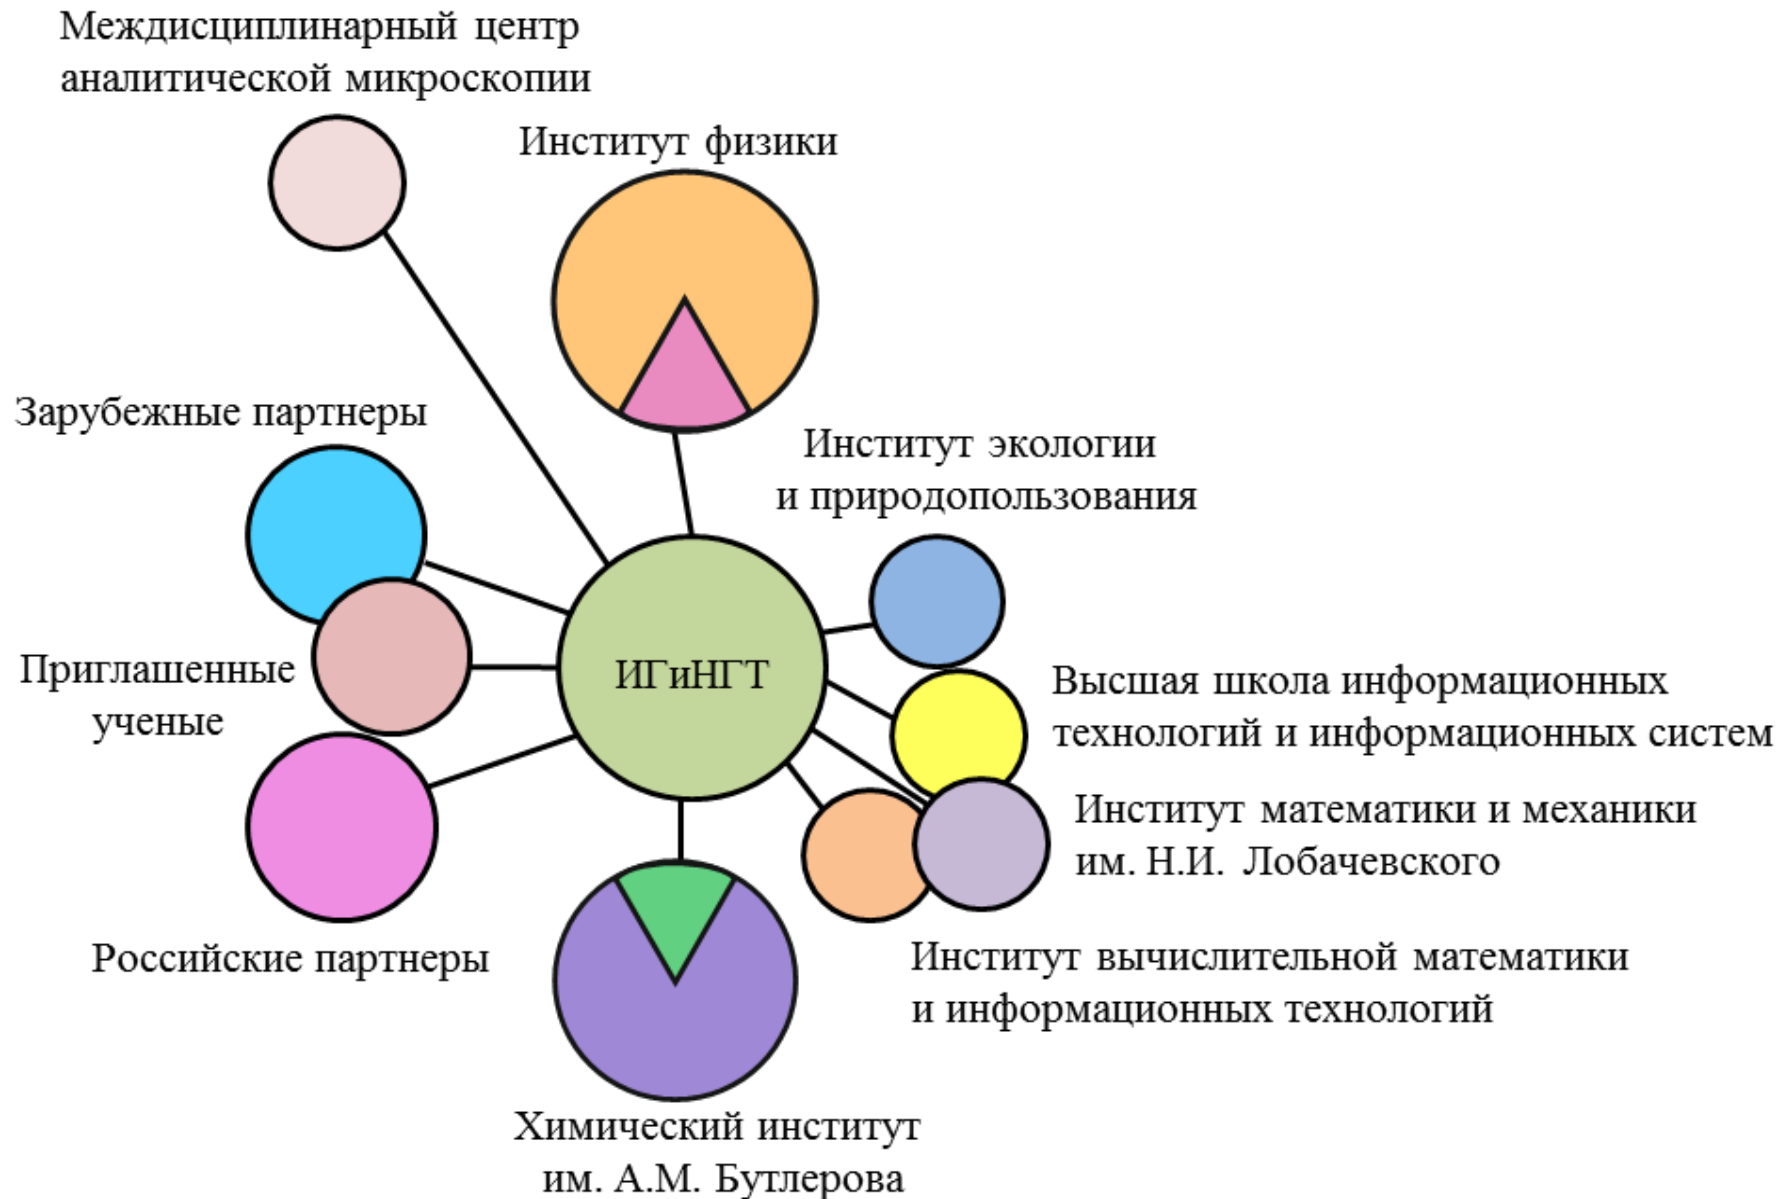 Междисциплинарный центр
аналитической микроскопии
Институт физики
Зарубежные партнеры
Институт экологии
и природопользования
ИГиНГТ
Приглашенные
ученые
Высшая школа информационных
технологий и информационных систем
Институт математики и механики
им. Н.И. Лобачевского
Российские партнеры
Институт вычислительной математики
и информационных технологий
Химический институт
им. А.М. Бутлерова